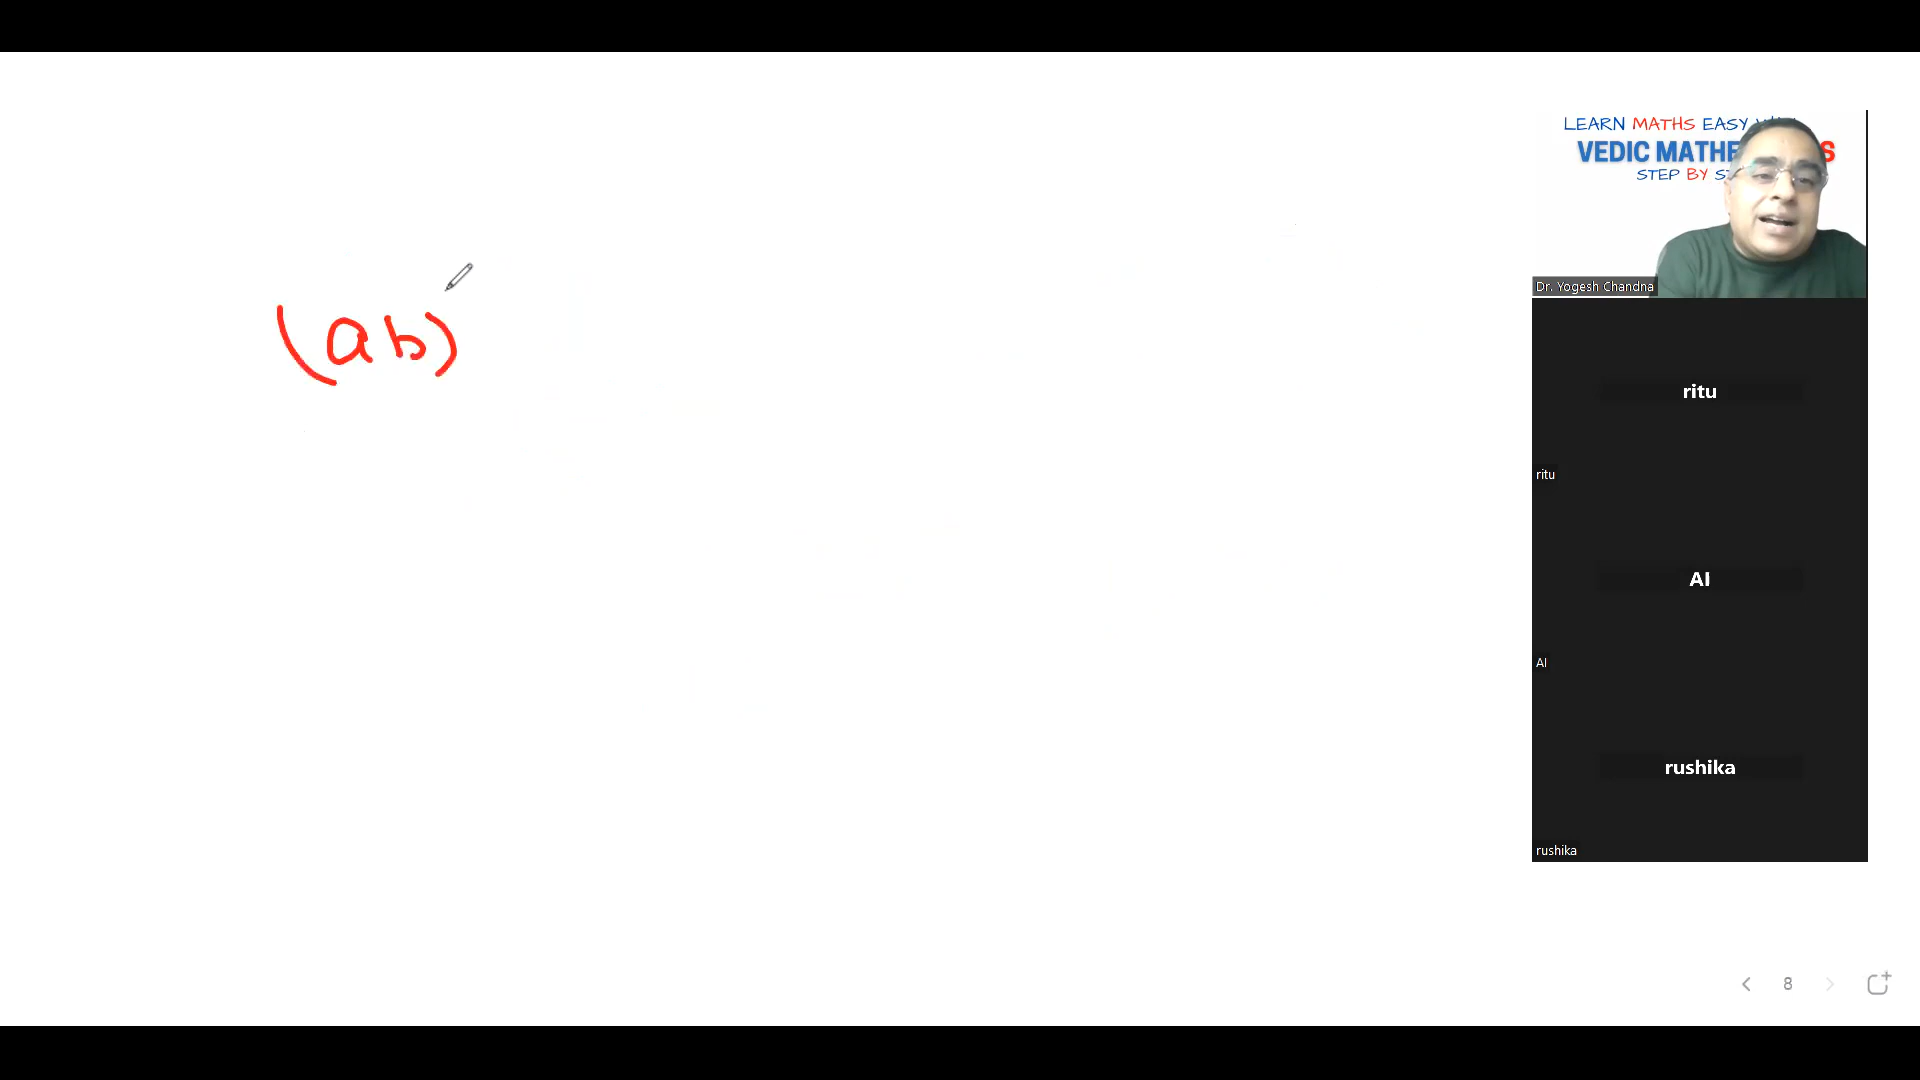 (ab)
LEARN MATHS EASY
VEDIC MATHE S
STEP BY
Dr. Yogesh Chandna
ritu
ritu
AI
AI
rushika
rushika
8